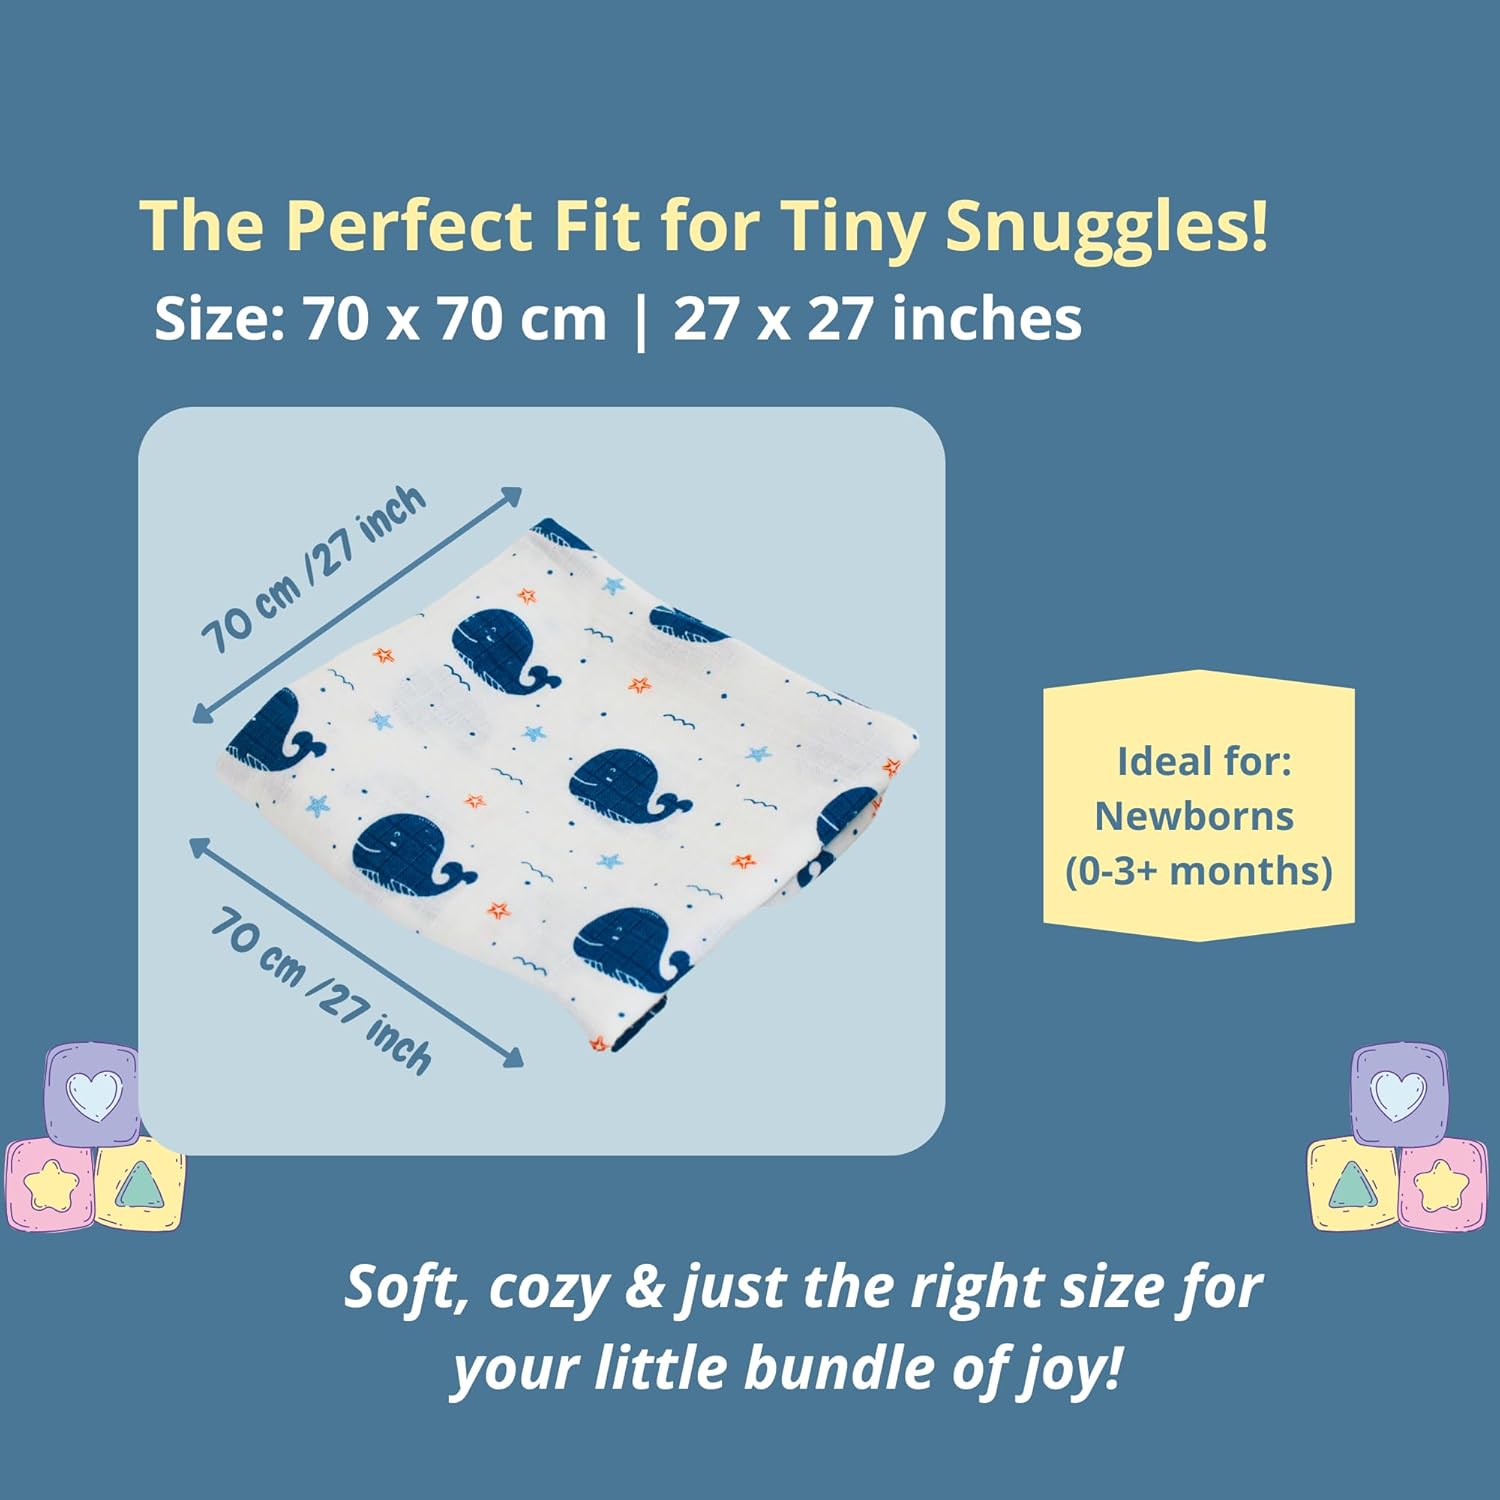 The Perfect Fit for Tiny Snuggles!
Size: 70 x 70 cm | 27 x 27 inches
70 cm /27 inch
70 cm /27 inch
Ideal for:
Newborns
(0-3+ months)
Soft, cozy & just the right size for
your little bundle of joy!